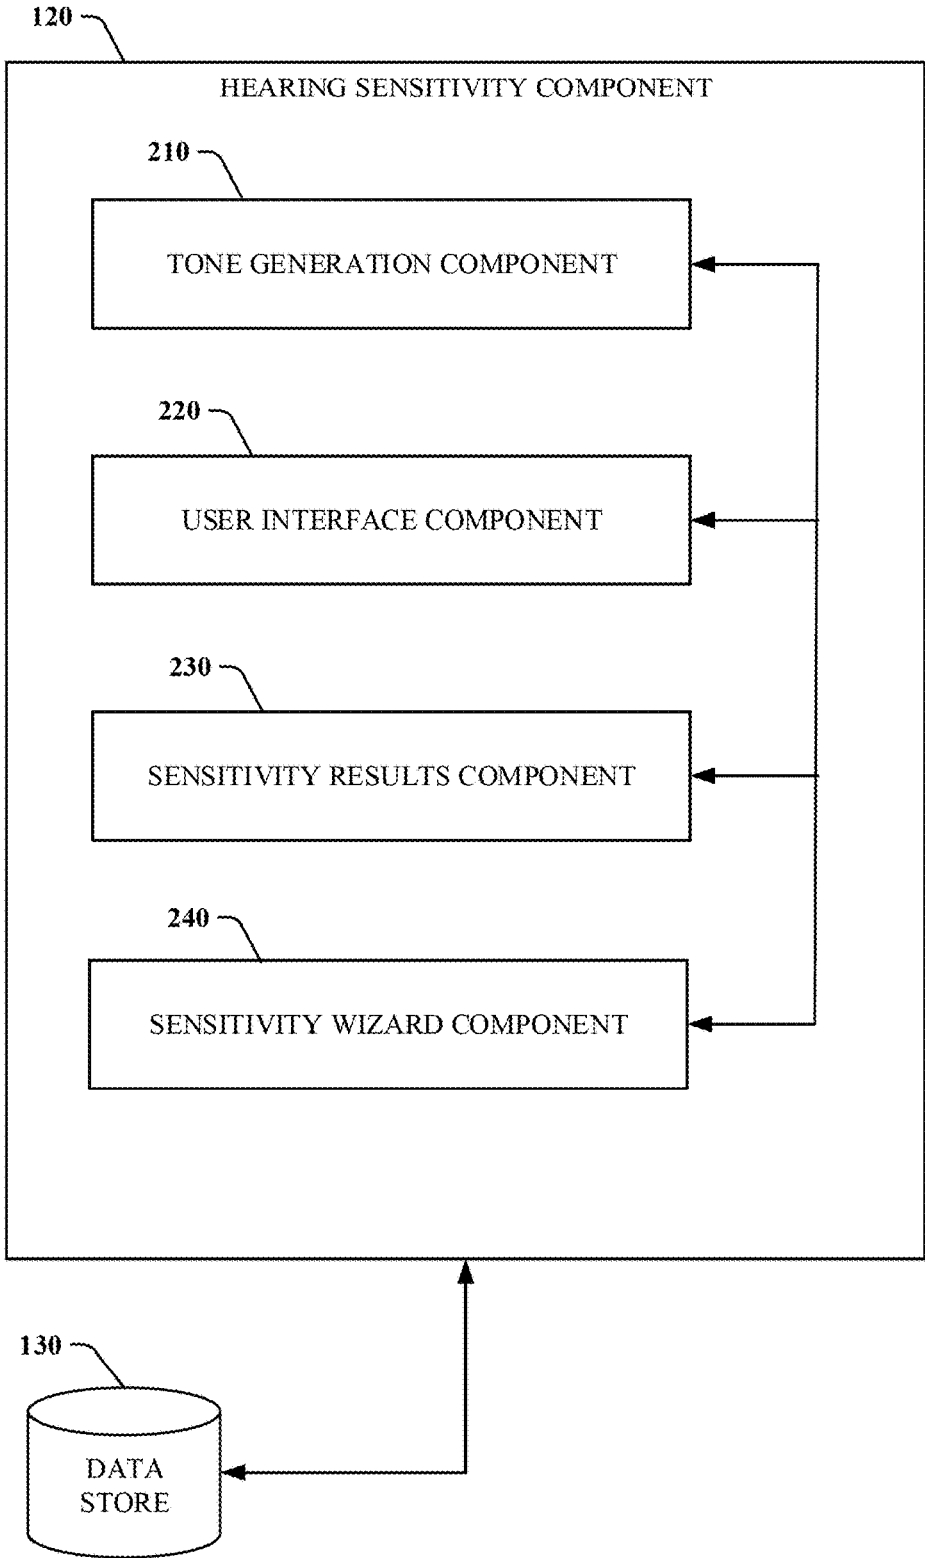 120
HEARING SENSITIVITY COMPONENT
210
TONE GENERATION COMPONENT
220
USER INTERFACE COMPONENT
230
SENSITIVITY RESULTS COMPONENT
240
SENSITIVITY WIZARD COMPONENT
130
DATA
STORE